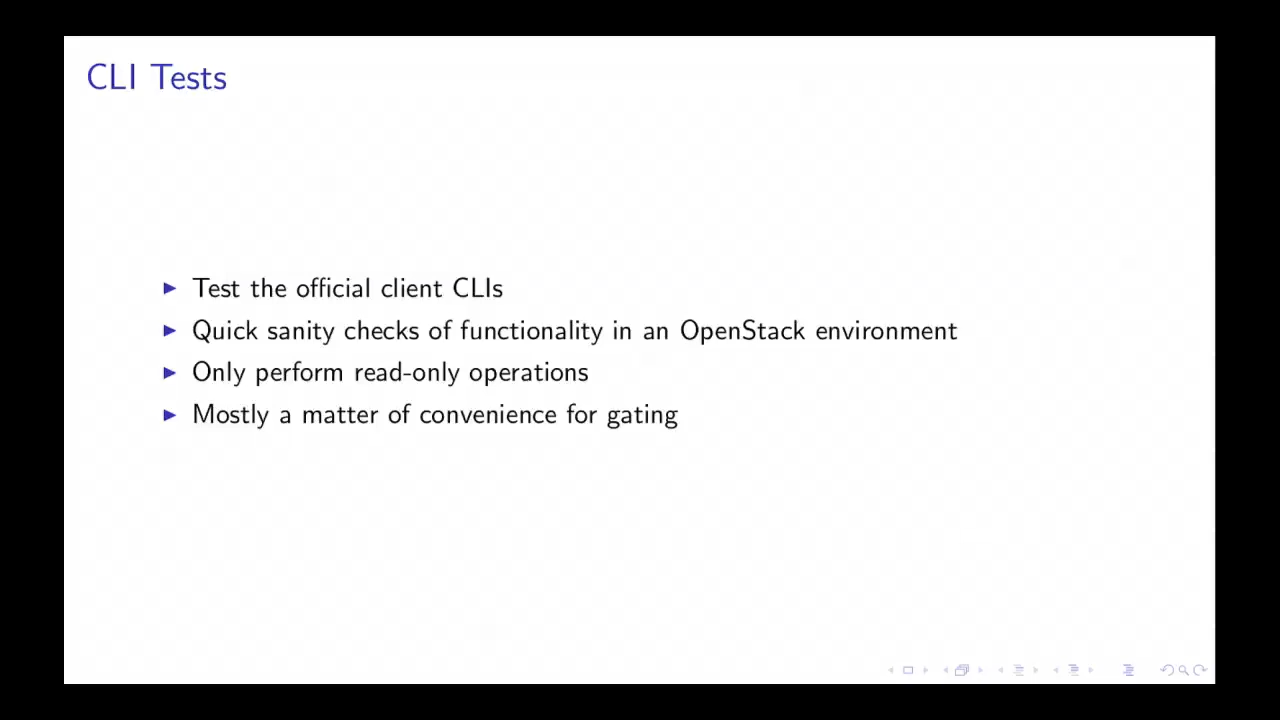 CLI Tests
Test the official client CLIs
Quick sanity checks of functionality in an OpenStack environment
Only perform read-only operations
Mostly a matter of convenience for gating